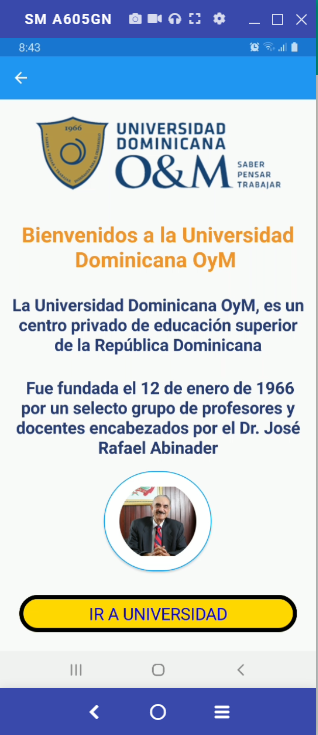 SM A605GN
8:43
1966
UNIVERSIDAD
DOMINICANA
O&M
SABER
PENSAR
TRABAJAR
Bienvenidos a la Universidad
Dominicana OyM
La Universidad Dominicana OyM, es un
centro privado de educación superior
de la República Dominicana
Fue fundada el 12 de enero de 1966
por un selecto grupo de profesores y
docentes encabezados por el Dr. José
Rafael Abinader
IR A UNIVERSIDAD